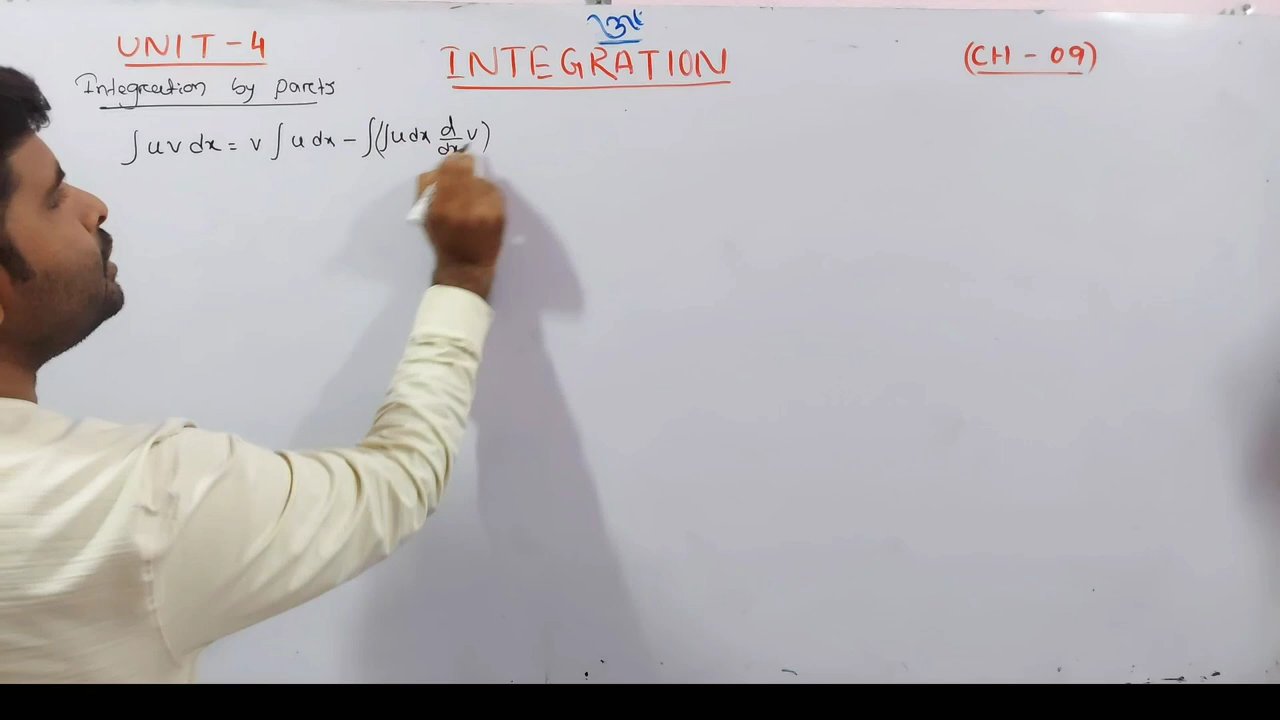 UNIT - 4
INTEGRATION
(CH - 09)
Integration by parts
∫ u v dx = v ∫ u dx - ∫(∫u dx d/dx v)